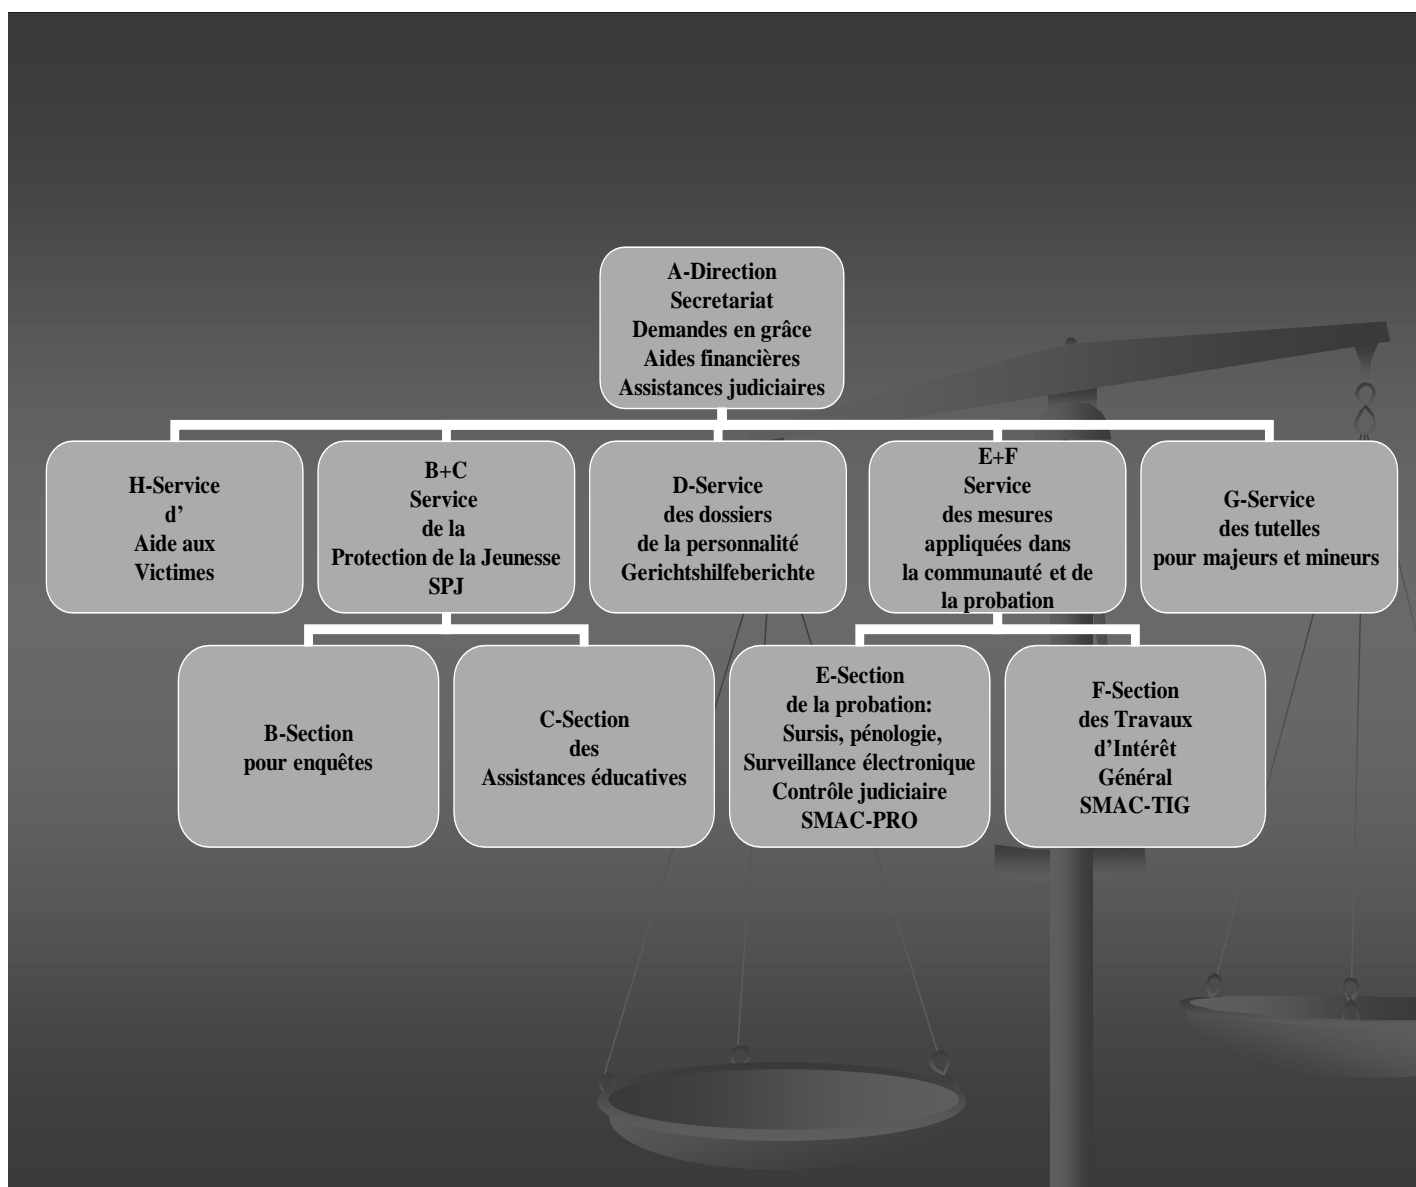 A-Direction
Secretariat
Demandes en grâce
Aides financières
Assistances judiciaires
H-Service
d’
Aide aux
Victimes
B+C
Service
de la
Protection de la Jeunesse
SPJ
D-Service
des dossiers
de la personnalité
Gerichtshilfeberichte
E+F
Service
des mesures
appliquées dans
la communauté et de
la probation
G-Service
des tutelles
pour majeurs et mineurs
B-Section
pour enquêtes
C-Section
des
Assistances éducatives
E-Section
de la probation:
Sursis, pénologie,
Surveillance électronique
Contrôle judiciaire
SMAC-PRO
F-Section
des Travaux
d’Intérêt
Général
SMAC-TIG